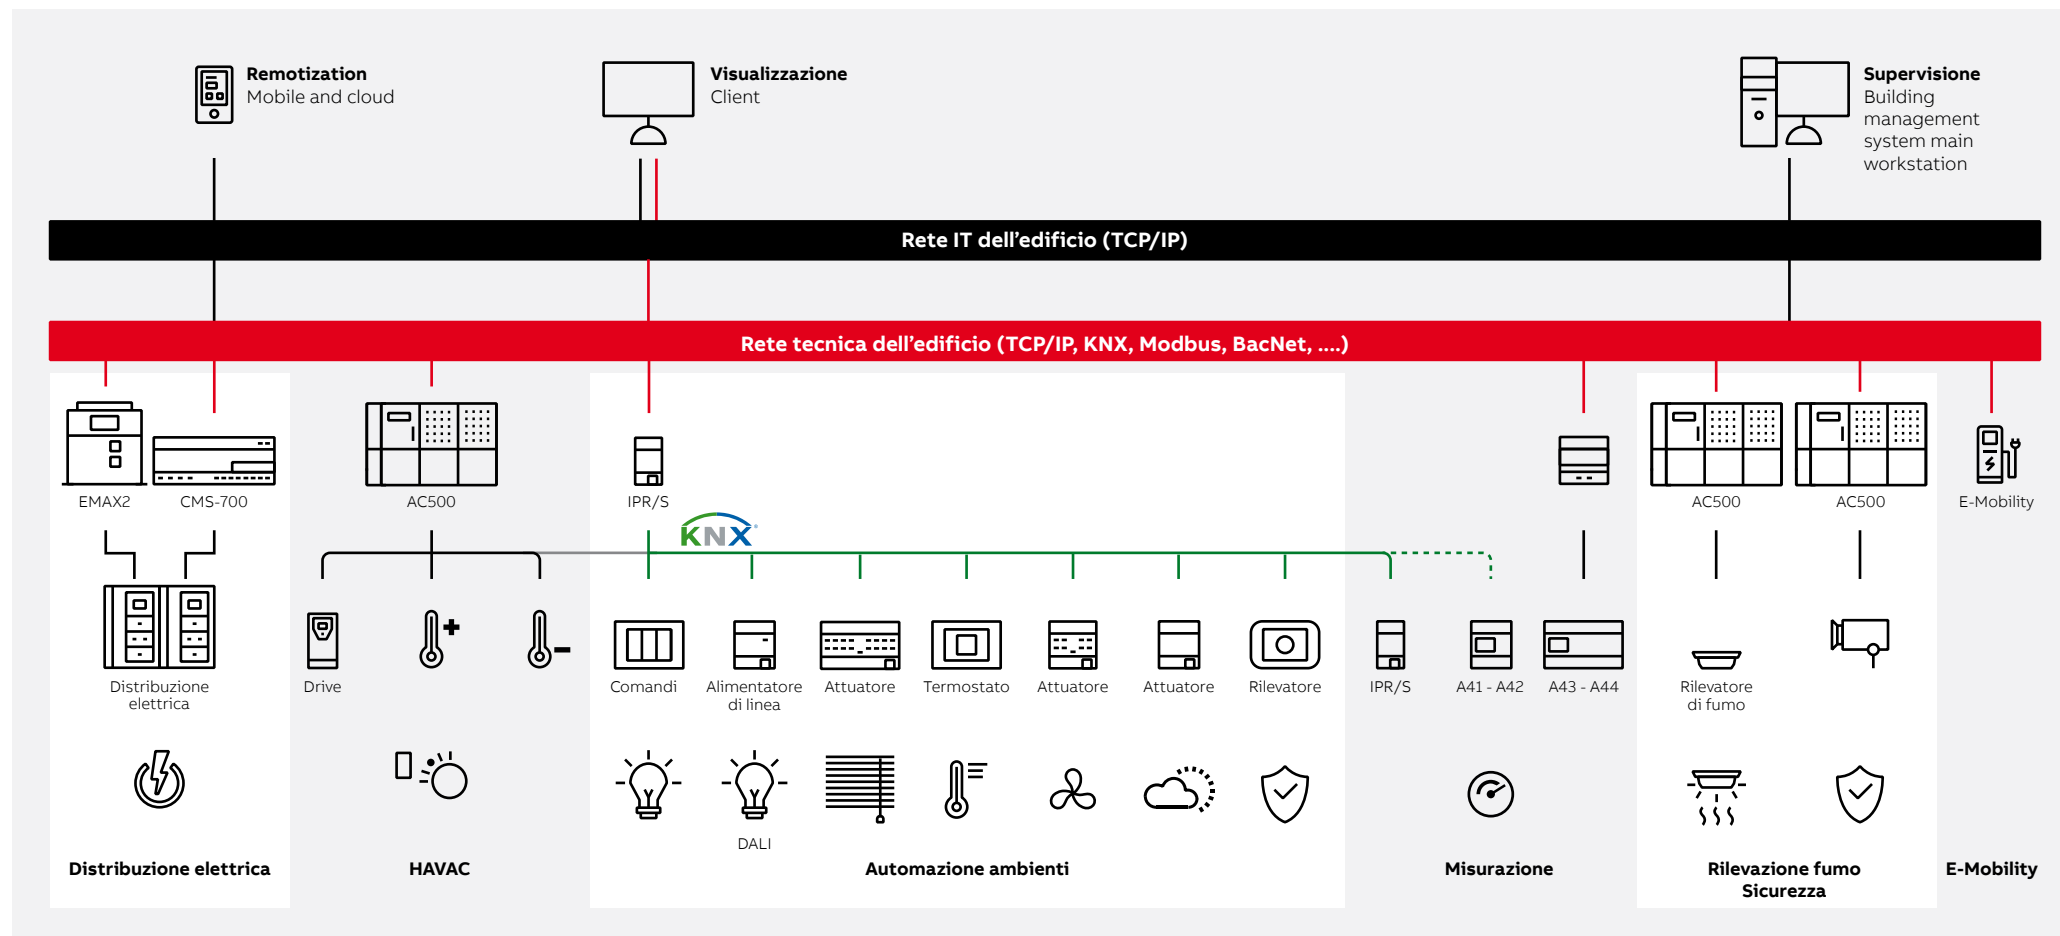 Remotization
Mobile and cloud
Visualizzazione
Client
Supervisione
Building
management
system main
workstation
Rete IT dell’edificio (TCP/IP)
Rete tecnica dell’edificio (TCP/IP, KNX, Modbus, BacNet, ....)
EMAX2
CMS-700
AC500
IPR/S
AC500
AC500
E-Mobility
KNX
Distribuzione
elettrica
Drive
Comandi
Alimentatore
di linea
Attuatore
Termostato
Attuatore
Attuatore
Rilevatore
IPR/S
A41 - A42
A43 - A44
Rilevatore
di fumo
DALI
Distribuzione elettrica
HAVAC
Automazione ambienti
Misurazione
Rilevazione fumo
Sicurezza
E-Mobility